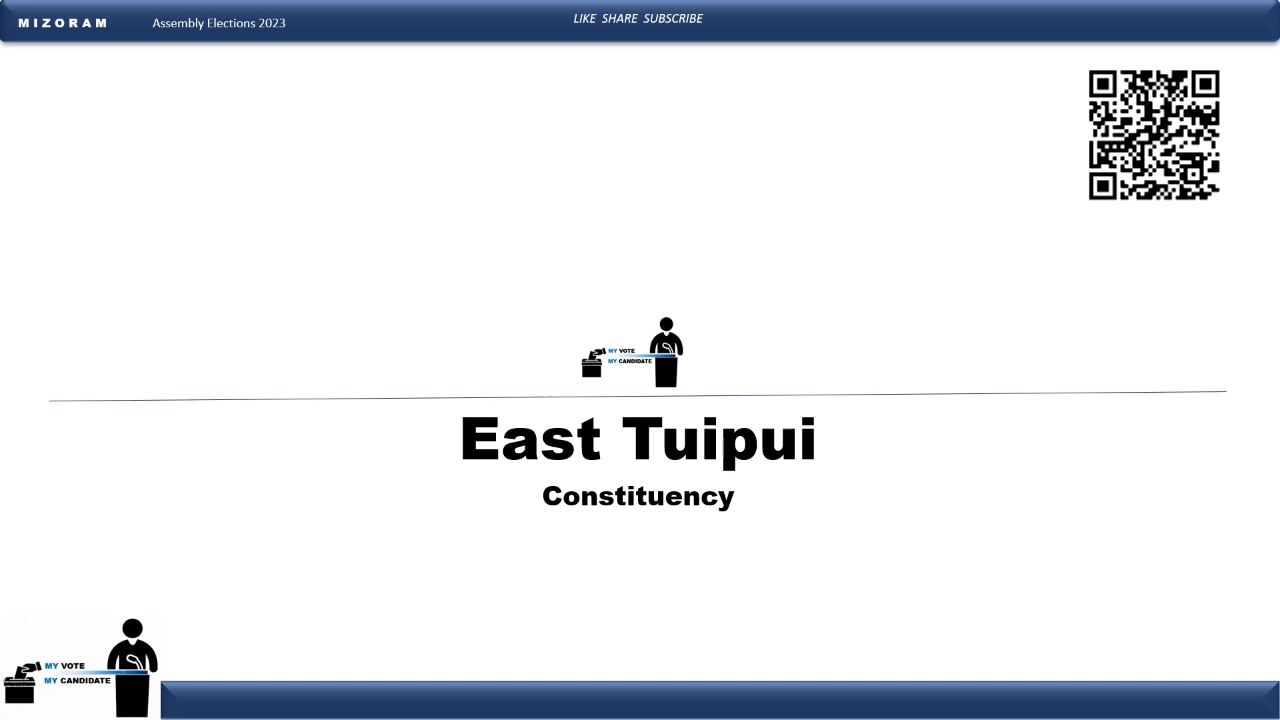 MIZORAM Assembly Elections 2023 LIKE SHARE SUBSCRIBE
MY VOTE
MY CANDIDATE
East Tuipui
Constituency
MY VOTE
MY CANDIDATE